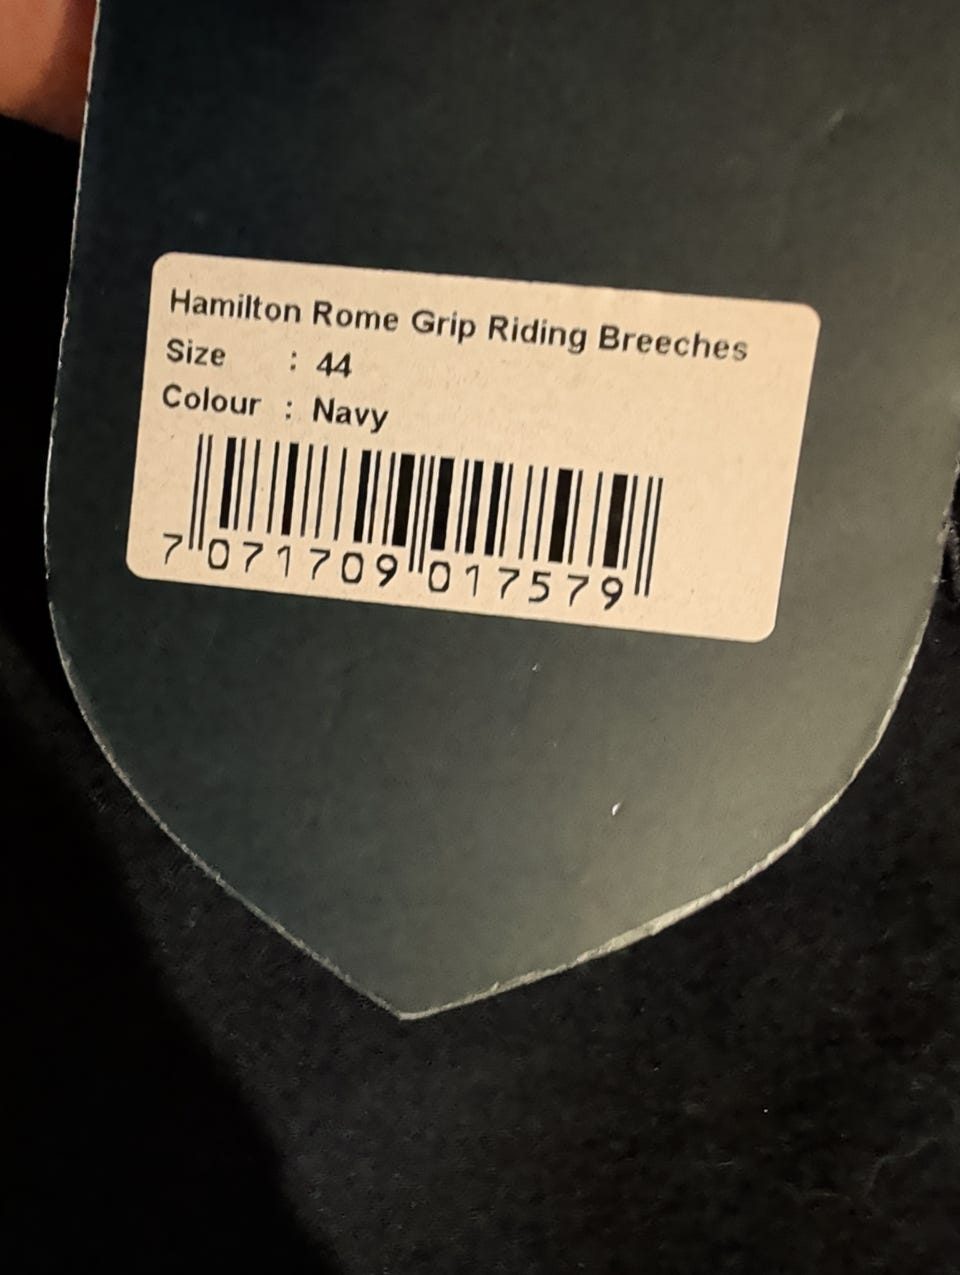 Hamilton Rome Grip Riding Breeches
Size : 44
Colour : Navy
7 071709 017579